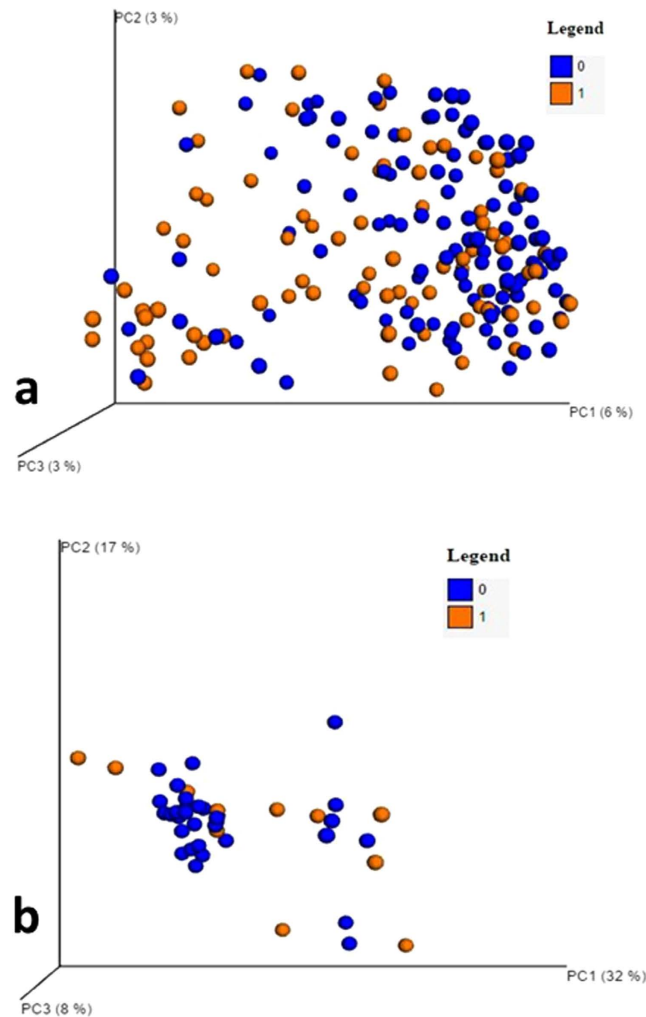 PC2 (3 %)
Legend
0
1
a
PC1 (6 %)
PC3 (3 %)
PC2 (17 %)
Legend
0
1
b
PC1 (32 %)
PC3 (8 %)